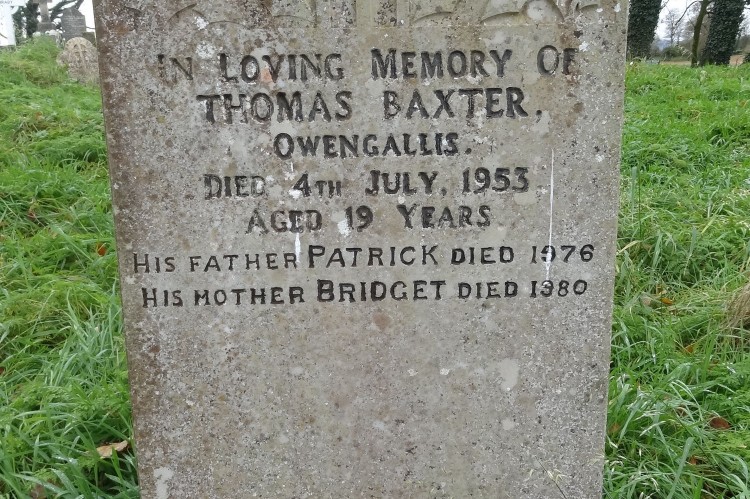 IN LOVING MEMORY OF
THOMAS BAXTER,
OWENGALLIS.
DIED 4TH JULY, 1953
AGED 19 YEARS
HIS FATHER PATRICK DIED 1976
HIS MOTHER BRIDGET DIED 1980